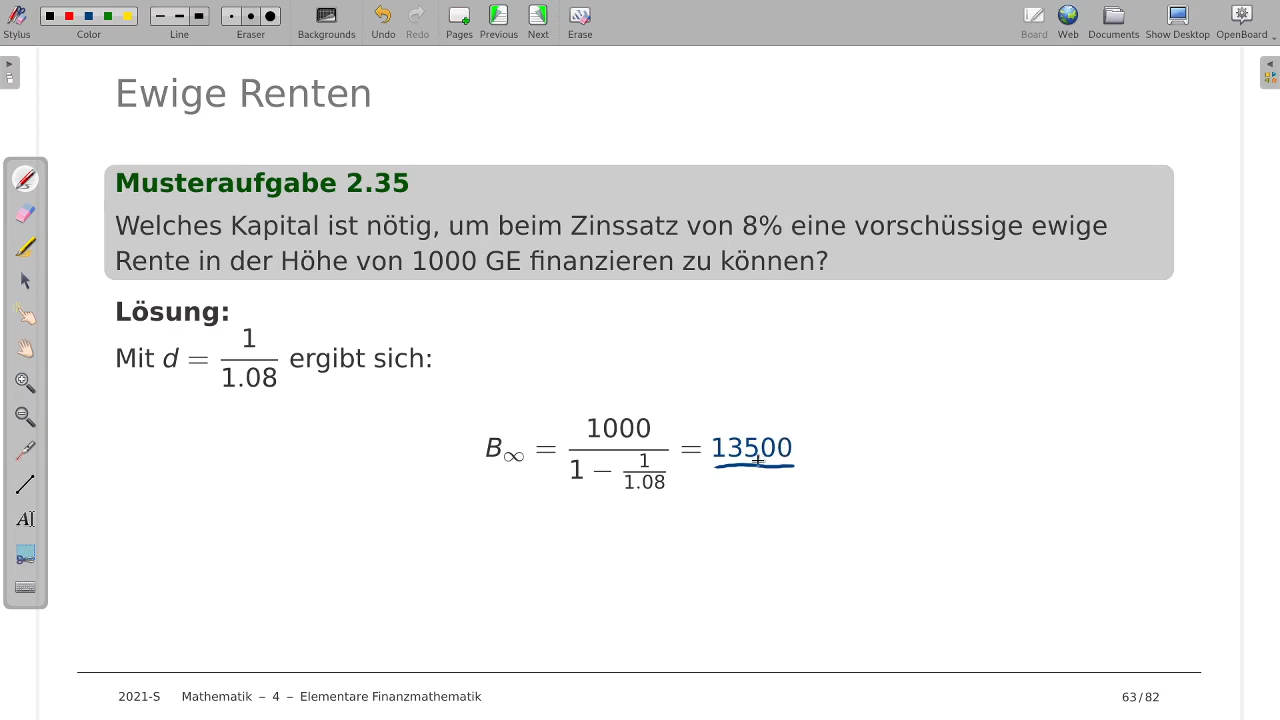 Stylus
Color
Line
Eraser
Backgrounds
Undo
Redo
Pages
Previous
Next
Erase
Board
Web
Documents
Show Desktop
OpenBoard
Ewige Renten
Musteraufgabe 2.35
Welches Kapital ist nötig, um beim Zinssatz von 8% eine vorschüssige ewige
Rente in der Höhe von 1000 GE finanzieren zu können?
Lösung:
Mit d = 1/1.08 ergibt sich:
B∞ = 1000/(1 − 1/1.08) = 13500
2021-S Mathematik – 4 – Elementare Finanzmathematik 63/82